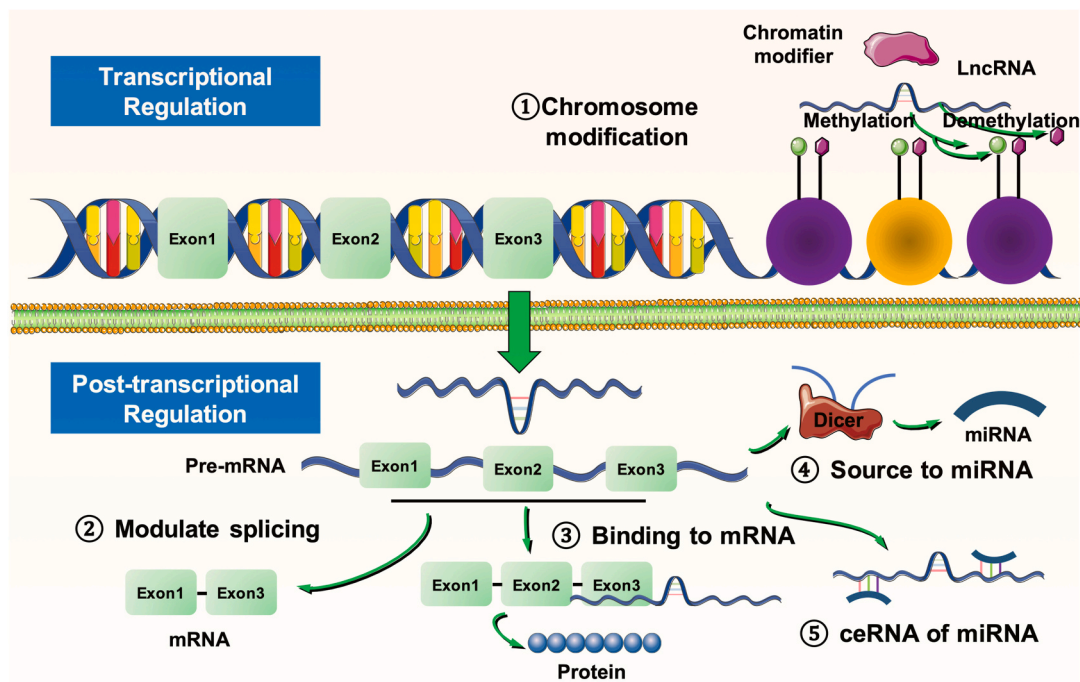 Transcriptional
Regulation
①Chromosome
modification
Chromatin
modifier
LncRNA
Methylation
Demethylation
Exon1
Exon2
Exon3
Post-transcriptional
Regulation
Pre-mRNA
Exon1
Exon2
Exon3
Dicer
miRNA
④ Source to miRNA
② Modulate splicing
③ Binding to mRNA
Exon1
Exon3
mRNA
Exon1
Exon2
Exon3
Protein
⑤ ceRNA of miRNA